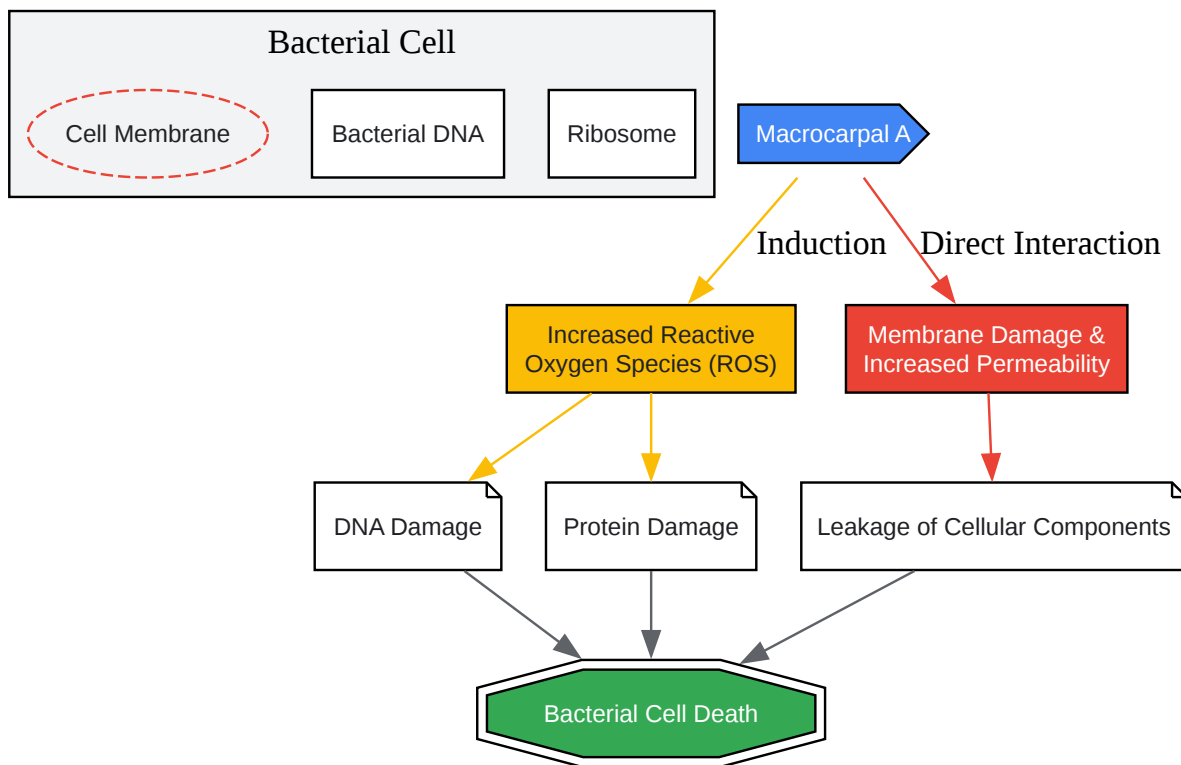 Bacterial Cell
Cell Membrane
Bacterial DNA
Ribosome
Macrocarpal A
Induction
Direct Interaction
Increased Reactive
Oxygen Species (ROS)
Membrane Damage &
Increased Permeability
DNA Damage
Protein Damage
Leakage of Cellular Components
Bacterial Cell Death